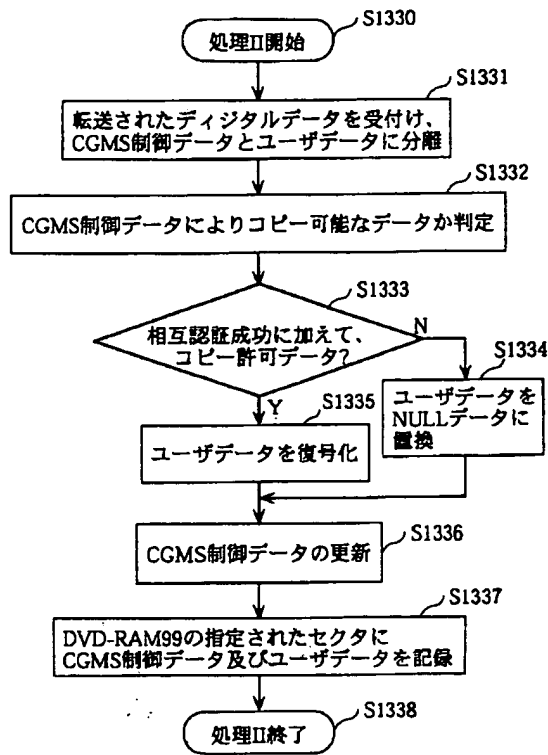 S1330
処理II開始
S1331
転送されたディジタルデータを受付け、
CGMS制御データとユーザデータに分離
S1332
CGMS制御データによりコピー可能なデータか判定
S1333
相互認証成功に加えて、
コピー許可データ?
N
S1334
ユーザデータを
NULLデータに
置換
Y
S1335
ユーザデータを復号化
S1336
CGMS制御データの更新
S1337
DVD-RAM99の指定されたセクタに
CGMS制御データ及びユーザデータを記録
処理II終了
S1338